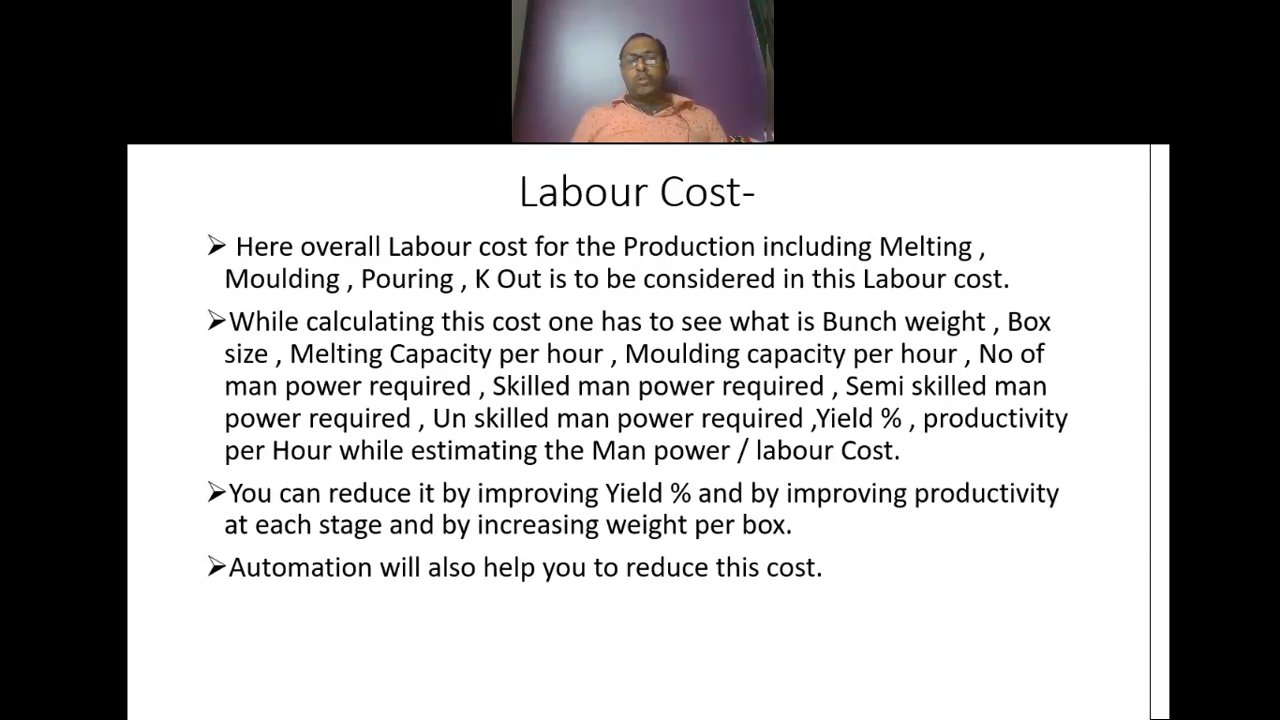 Labour Cost-
➢ Here overall Labour cost for the Production including Melting ,
Moulding , Pouring , K Out is to be considered in this Labour cost.
➢While calculating this cost one has to see what is Bunch weight , Box
size , Melting Capacity per hour , Moulding capacity per hour , No of
man power required , Skilled man power required , Semi skilled man
power required , Un skilled man power required ,Yield % , productivity
per Hour while estimating the Man power / labour Cost.
➢You can reduce it by improving Yield % and by improving productivity
at each stage and by increasing weight per box.
➢Automation will also help you to reduce this cost.